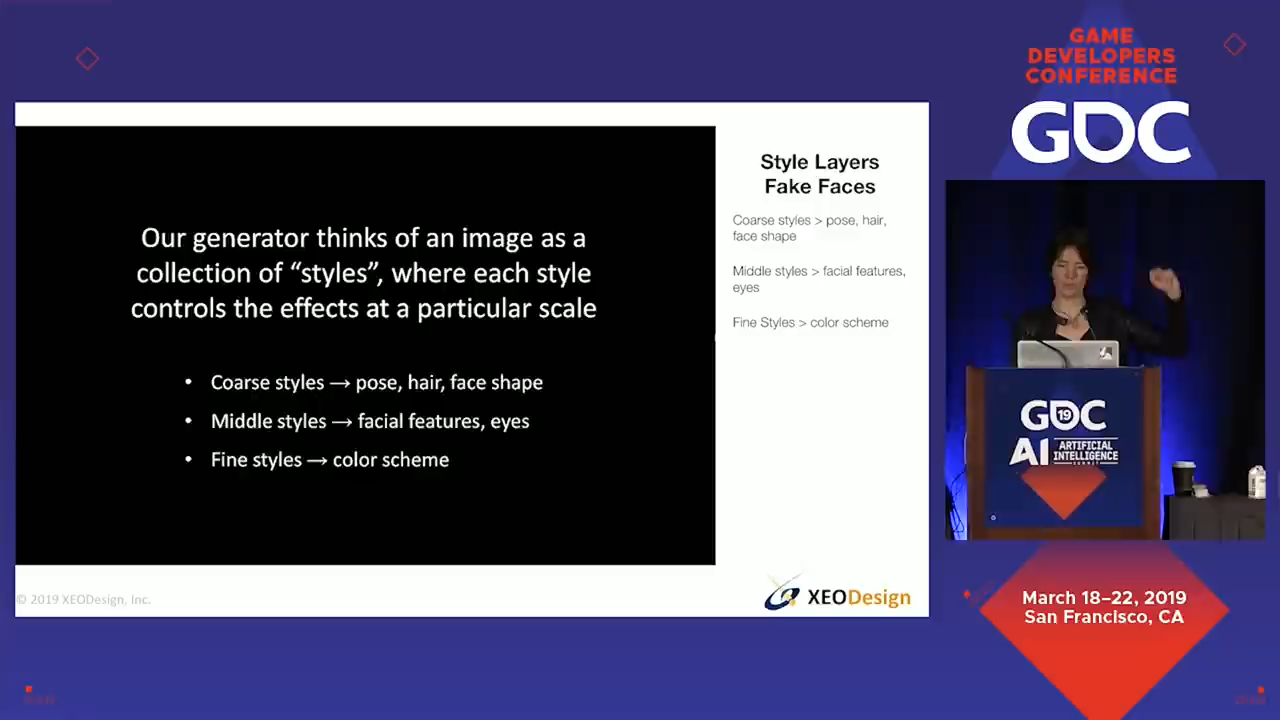 GAME
DEVELOPERS
CONFERENCE
GDC
Our generator thinks of an image as a
collection of “styles”, where each style
controls the effects at a particular scale
• Coarse styles → pose, hair, face shape
• Middle styles → facial features, eyes
• Fine styles → color scheme
Style Layers
Fake Faces
Coarse styles > pose, hair,
face shape
Middle styles > facial features,
eyes
Fine Styles > color scheme
© 2019 XEODesign, Inc.
XEODesign
GDC
19
AI ARTIFICIAL
INTELLIGENCE
SUMMIT
March 18–22, 2019
San Francisco, CA